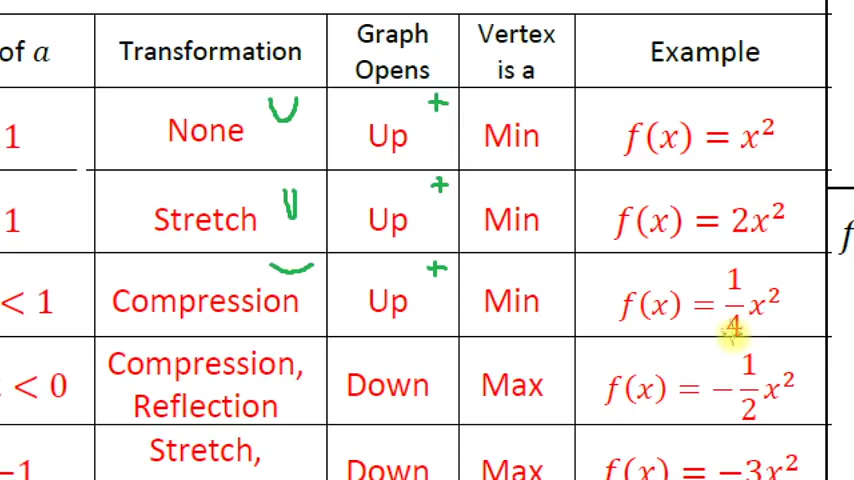 of a Transformation Graph Opens Vertex is a Example
1 None Up + Min f(x) = x²
1 Stretch Up + Min f(x) = 2x²
< 1 Compression Up + Min f(x) = 1/4 x²
< 0 Compression, Reflection Down Max f(x) = −1/2 x²
−1 Stretch, Down Max f(x) = −3x²
f